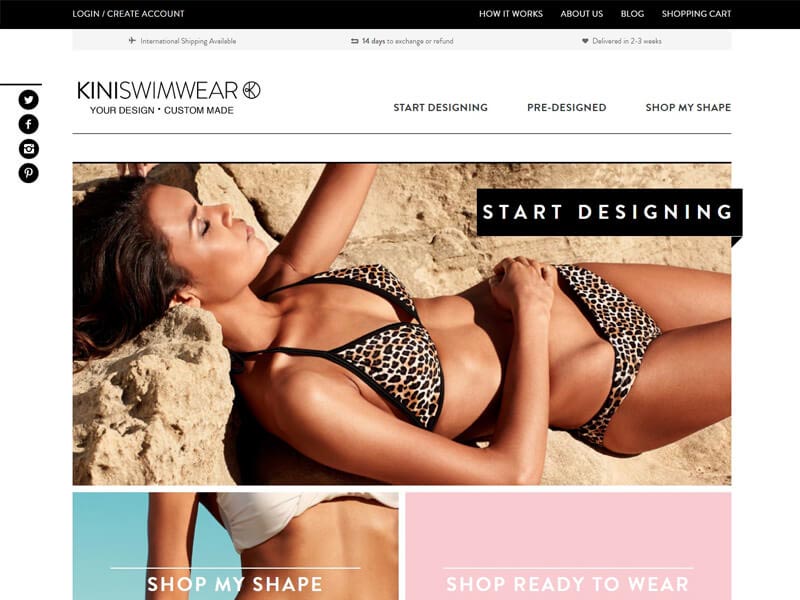 LOGIN / CREATE ACCOUNT
HOW IT WORKS
ABOUT US
BLOG
SHOPPING CART
International Shipping Available
14 days to exchange or refund
Delivered in 2-3 weeks
KINISWIMWEAR
YOUR DESIGN · CUSTOM MADE
START DESIGNING
PRE-DESIGNED
SHOP MY SHAPE
START DESIGNING
SHOP MY SHAPE
SHOP READY TO WEAR